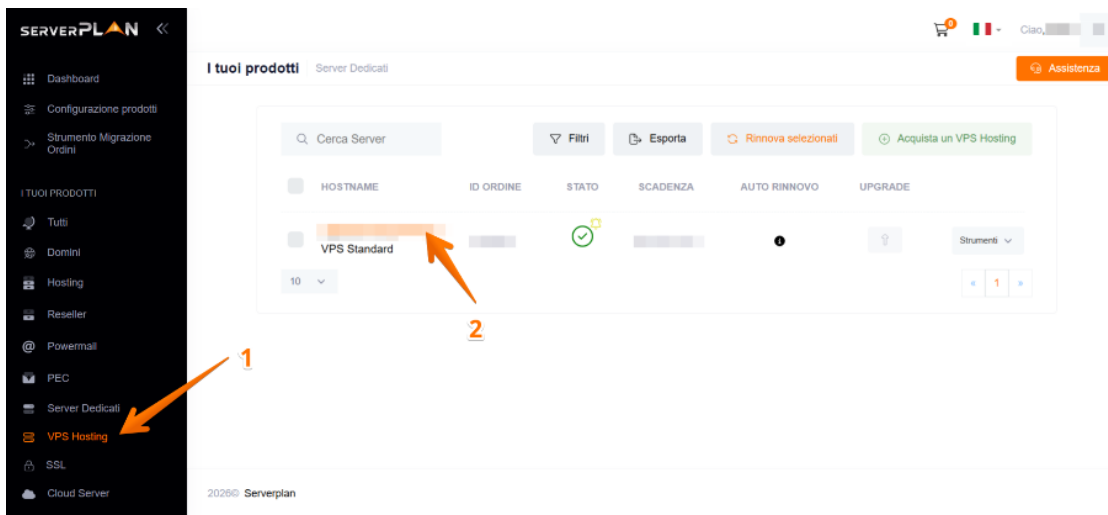 SERVERPLAN
0
Ciao,
I tuoi prodotti
Server Dedicati
Assistenza
Dashboard
Configurazione prodotti
Strumento Migrazione
Ordini
I TUOI PRODOTTI
Tutti
Domini
Hosting
Reseller
Powermail
PEC
Server Dedicati
VPS Hosting
SSL
Cloud Server
Cerca Server
Filtri
Esporta
Rinnova selezionati
Acquista un VPS Hosting
HOSTNAME
ID ORDINE
STATO
SCADENZA
AUTO RINNOVO
UPGRADE
VPS Standard
Strumenti
10
« 1 »
1
2
2026© Serverplan